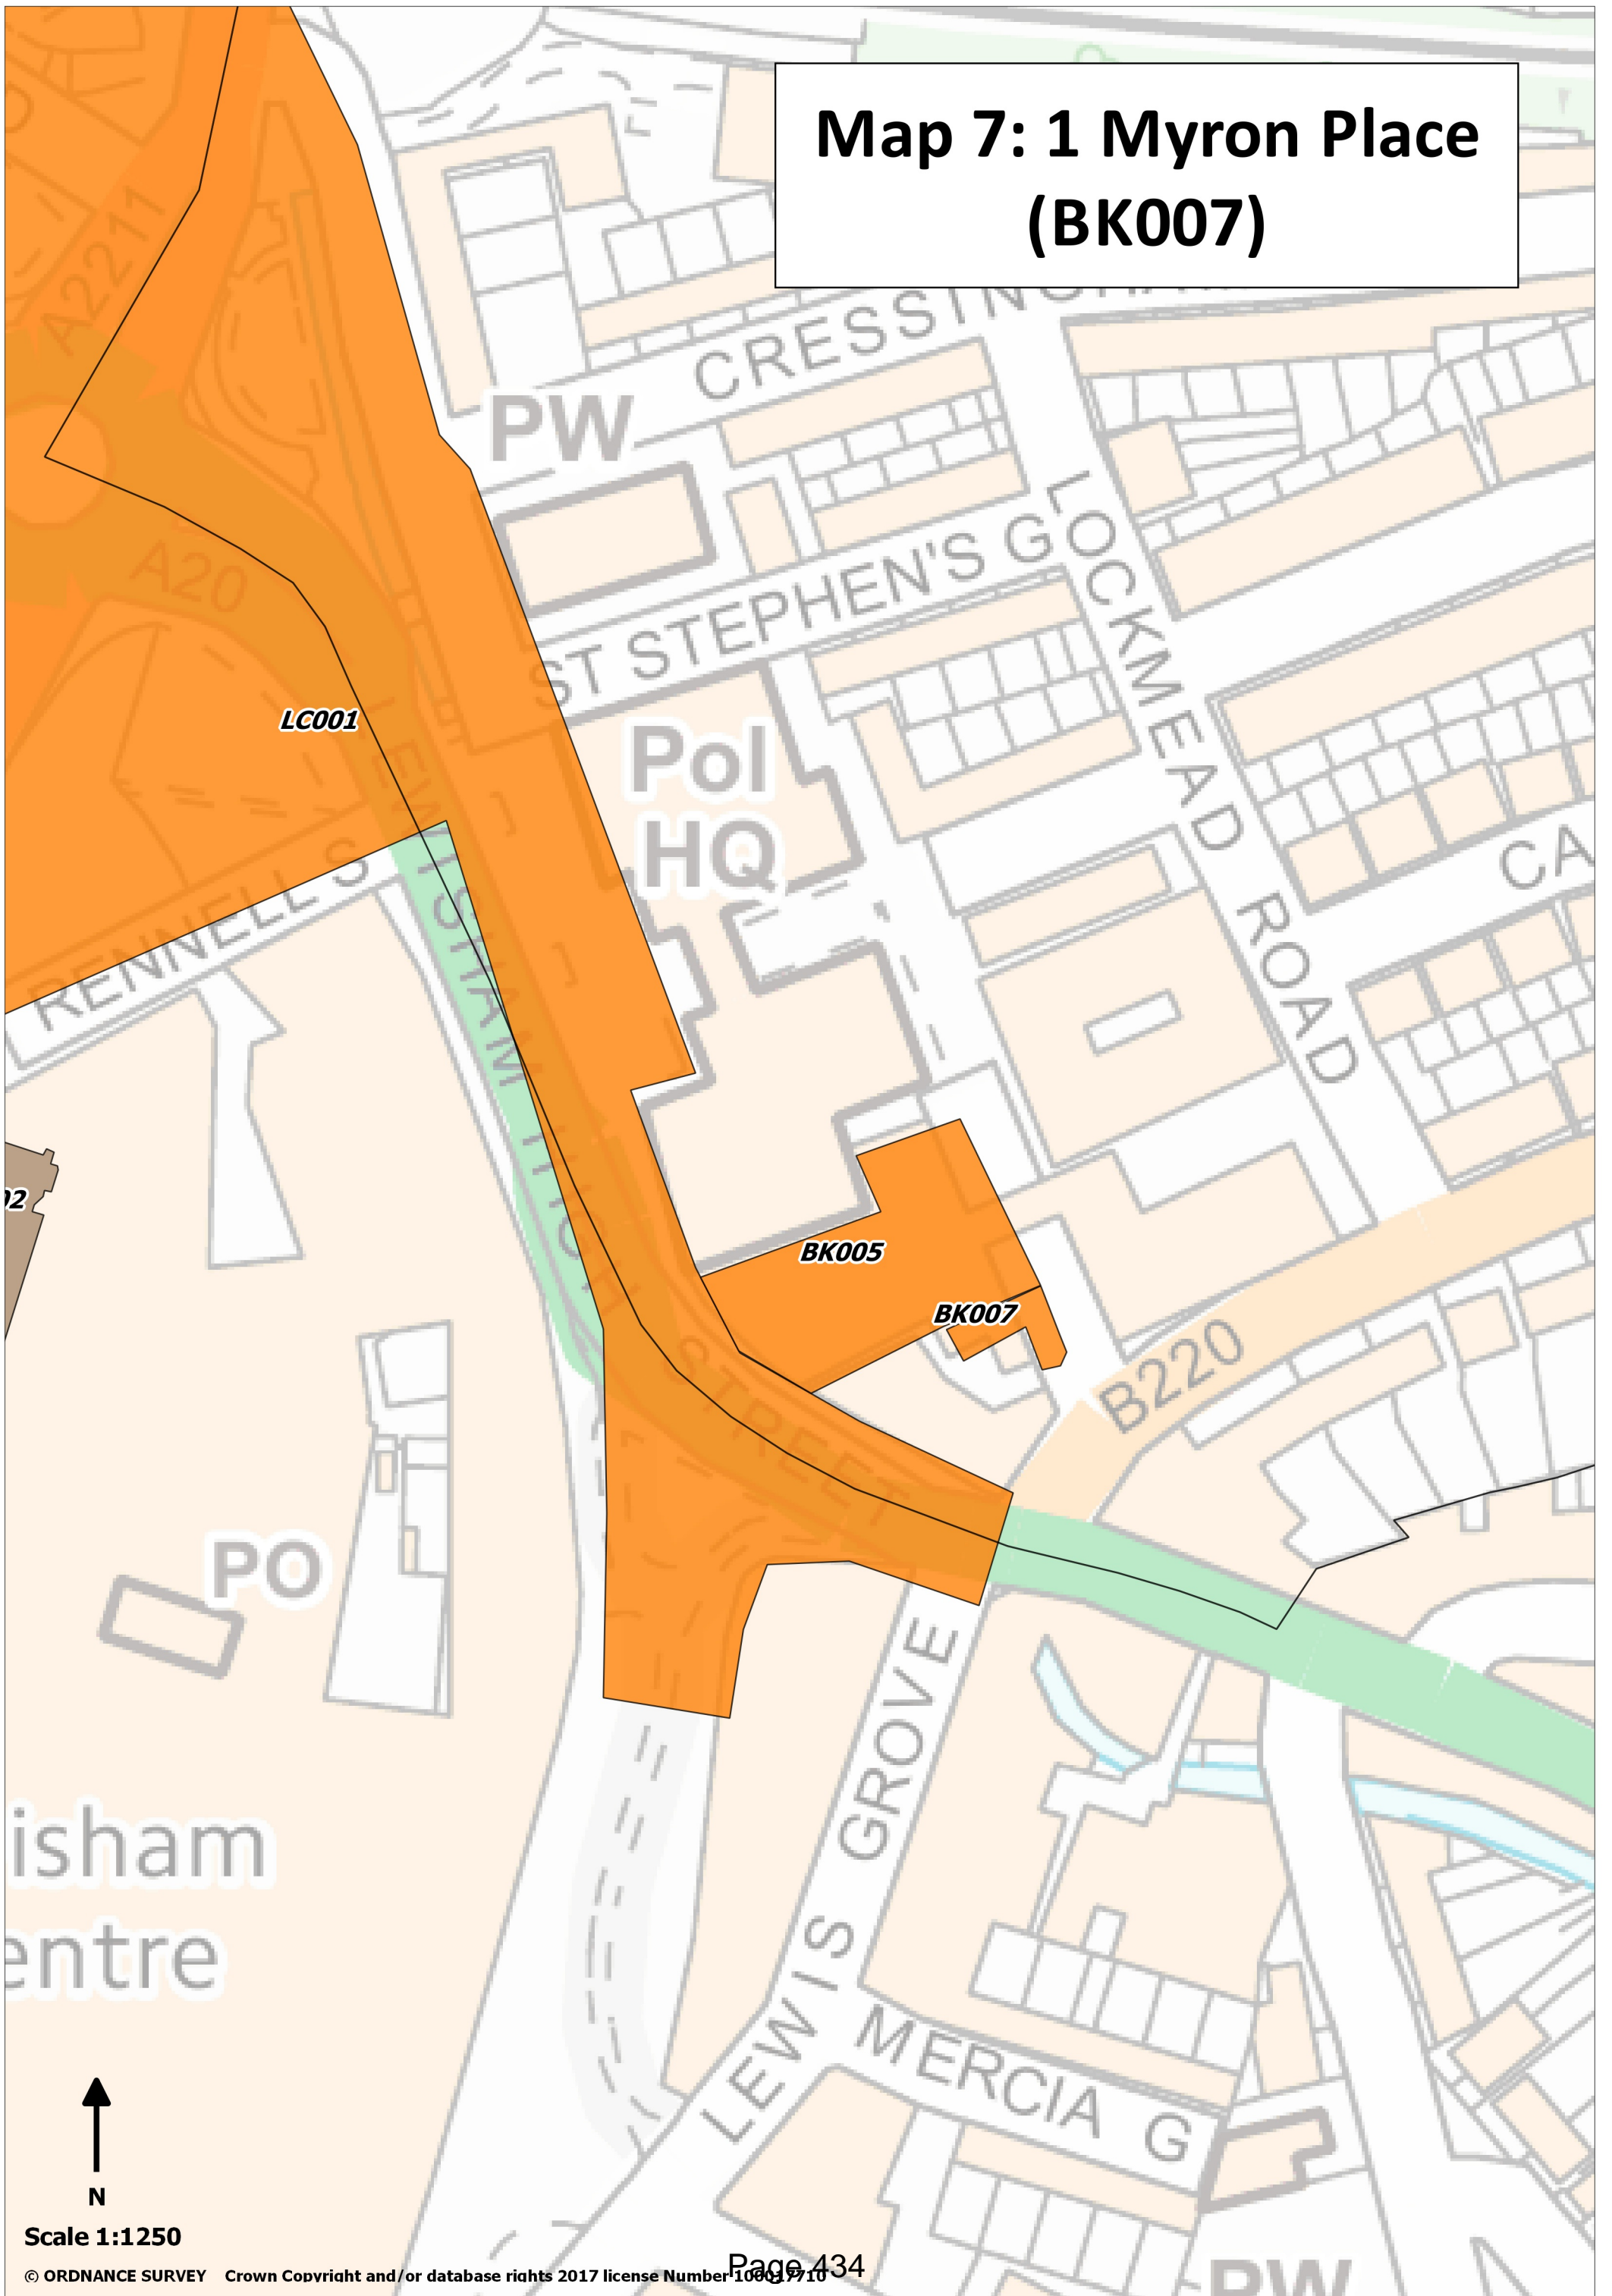 Map 7: 1 Myron Place
(BK007)
A2211
CRESSINGHAM
PW
A20
ST STEPHEN'S G
LOCKMEAD ROAD
LC001
Pol
HQ
CA
RENNELL S
LEWISHAM HIGH STREET
02
BK005
BK007
B220
PO
LEWIS GROVE
isham
entre
MERCIA G
N
Scale 1:1250
© ORDNANCE SURVEY Crown Copyright and/or database rights 2017 license Number 100017710
Page 434
PW